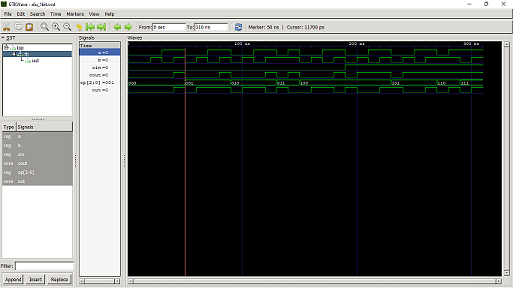 GTKWave - alu_1bit.vcd
File Edit Search Time Markers View Help
From: 0 sec To: 310 ns Marker: 50 ns | Cursor: 11700 ps
SST
top
uut
Type Signals
reg a
reg b
reg cin
wire cout
reg op[2:0]
wire out
Filter:
Append Insert Replace
Signals
Time
a =0
b =0
cin =0
cout =0
op[2:0] =001
out =0
Waves
100 ns 200 ns 300 ns
000 001 010 011 100 101 110 111